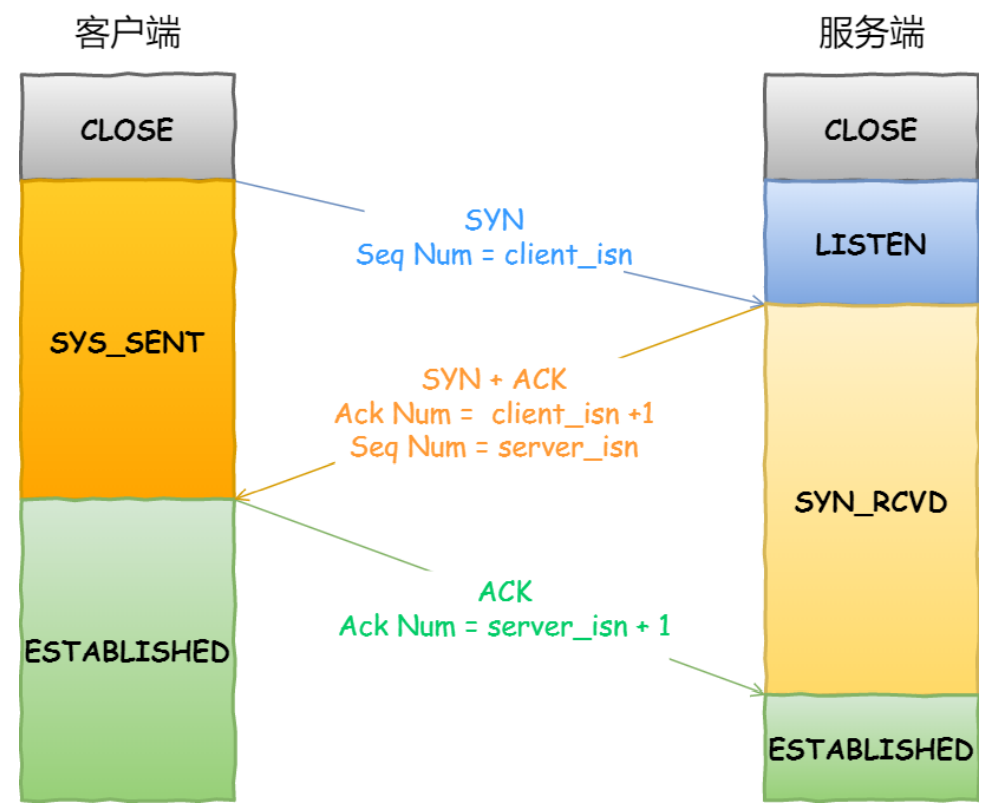 客户端
服务端
CLOSE
CLOSE
SYN
Seq Num = client_isn
LISTEN
SYS_SENT
SYN + ACK
Ack Num = client_isn +1
Seq Num = server_isn
SYN_RCVD
ACK
Ack Num = server_isn + 1
ESTABLISHED
ESTABLISHED